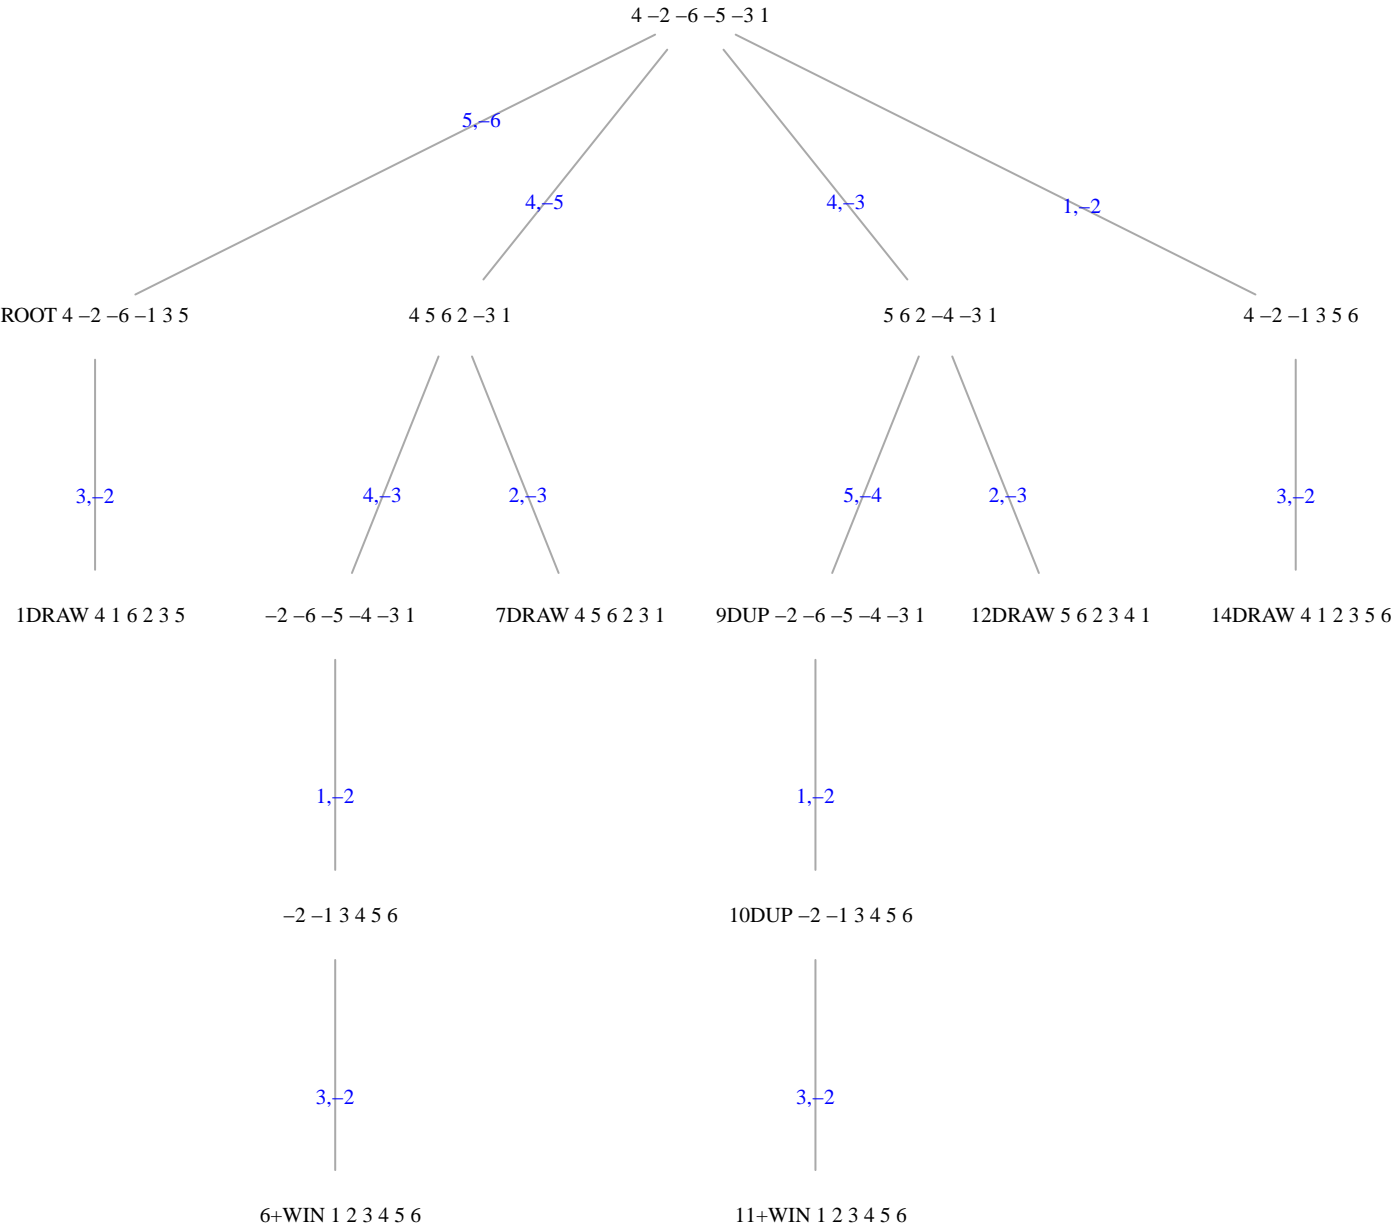 4 –2 –6 –5 –3 1
5,–6
4,–5
4,–3
1,–2
ROOT 4 –2 –6 –1 3 5
4 5 6 2 –3 1
5 6 2 –4 –3 1
4 –2 –1 3 5 6
3,–2
4,–3
2,–3
5,–4
2,–3
3,–2
1DRAW 4 1 6 2 3 5
–2 –6 –5 –4 –3 1
7DRAW 4 5 6 2 3 1
9DUP –2 –6 –5 –4 –3 1
12DRAW 5 6 2 3 4 1
14DRAW 4 1 2 3 5 6
1,–2
1,–2
–2 –1 3 4 5 6
10DUP –2 –1 3 4 5 6
3,–2
3,–2
6+WIN 1 2 3 4 5 6
11+WIN 1 2 3 4 5 6